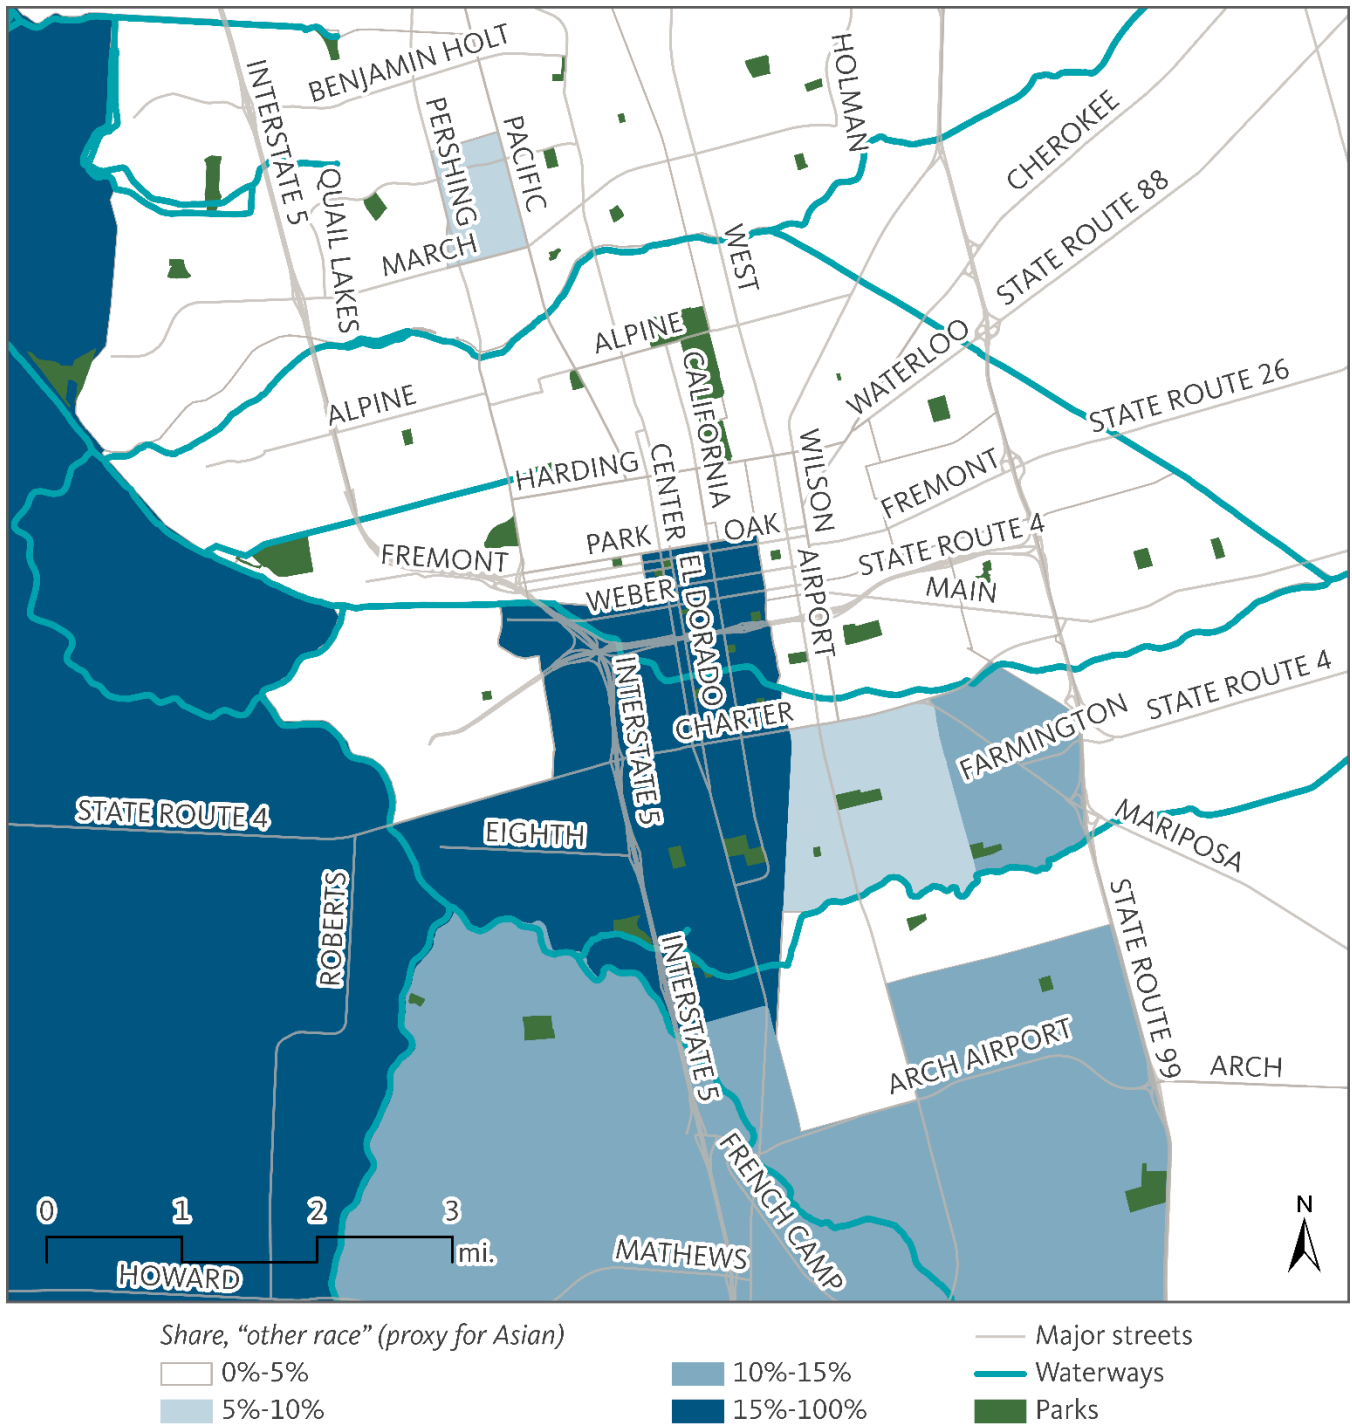 BENJAMIN HOLT
HOLMAN
INTERSTATE 5
PERSHING
PACIFIC
CHEROKEE
QUAIL LAKES
STATE ROUTE 88
MARCH
WEST
ALPINE
WATERLOO
CALIFORNIA
STATE ROUTE 26
ALPINE
HARDING
CENTER
WILSON
FREMONT
PARK
OAK
STATE ROUTE 4
FREMONT
WEBER
EL DORADO
AIRPORT
MAIN
INTERSTATE 5
CHARTER
STATE ROUTE 4
FARMINGTON
STATE ROUTE 4
EIGHTH
MARIPOSA
ROBERTS
STATE ROUTE 99
INTERSTATE 5
ARCH AIRPORT
ARCH
FRENCH CAMP
MATHEWS
HOWARD
0 1 2 3
mi.
N
Share, “other race” (proxy for Asian)
0%-5%
5%-10%
10%-15%
15%-100%
Major streets
Waterways
Parks